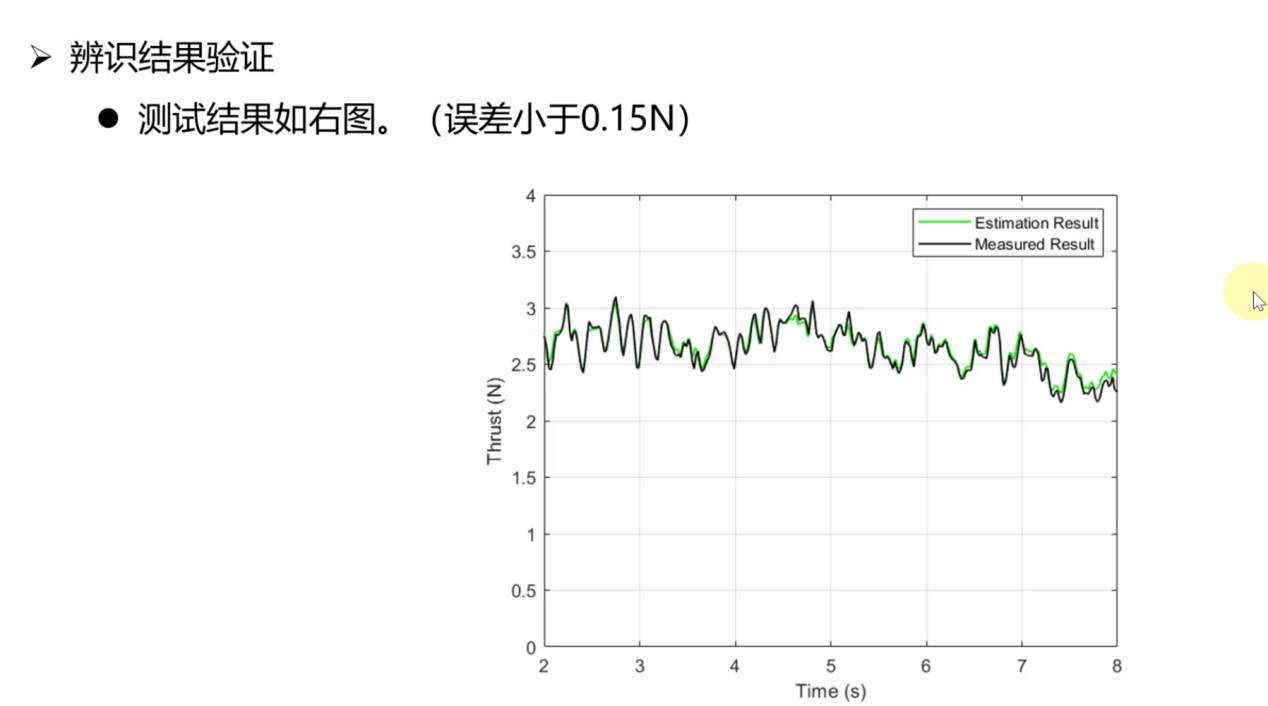 辨识结果验证
测试结果如右图。（误差小于0.15N）
4
3.5
3
2.5
2
1.5
1
0.5
0
Thrust (N)
Estimation Result
Measured Result
2 3 4 5 6 7 8
Time (s)